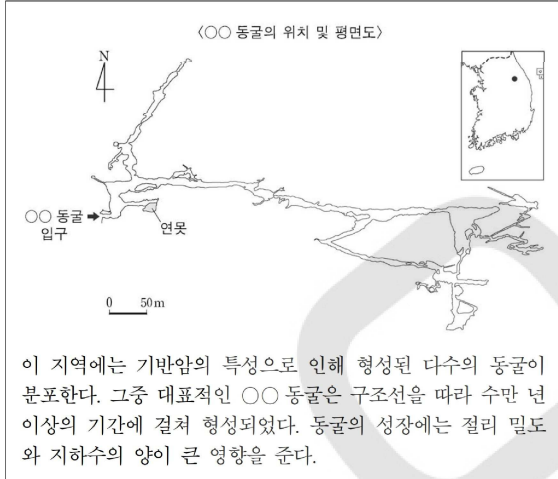 〈○○ 동굴의 위치 및 평면도〉
N
○○ 동굴
입구
연못
0 50m
이 지역에는 기반암의 특성으로 인해 형성된 다수의 동굴이
분포한다. 그중 대표적인 ○○ 동굴은 구조선을 따라 수만 년
이상의 기간에 걸쳐 형성되었다. 동굴의 성장에는 절리 밀도
와 지하수의 양이 큰 영향을 준다.